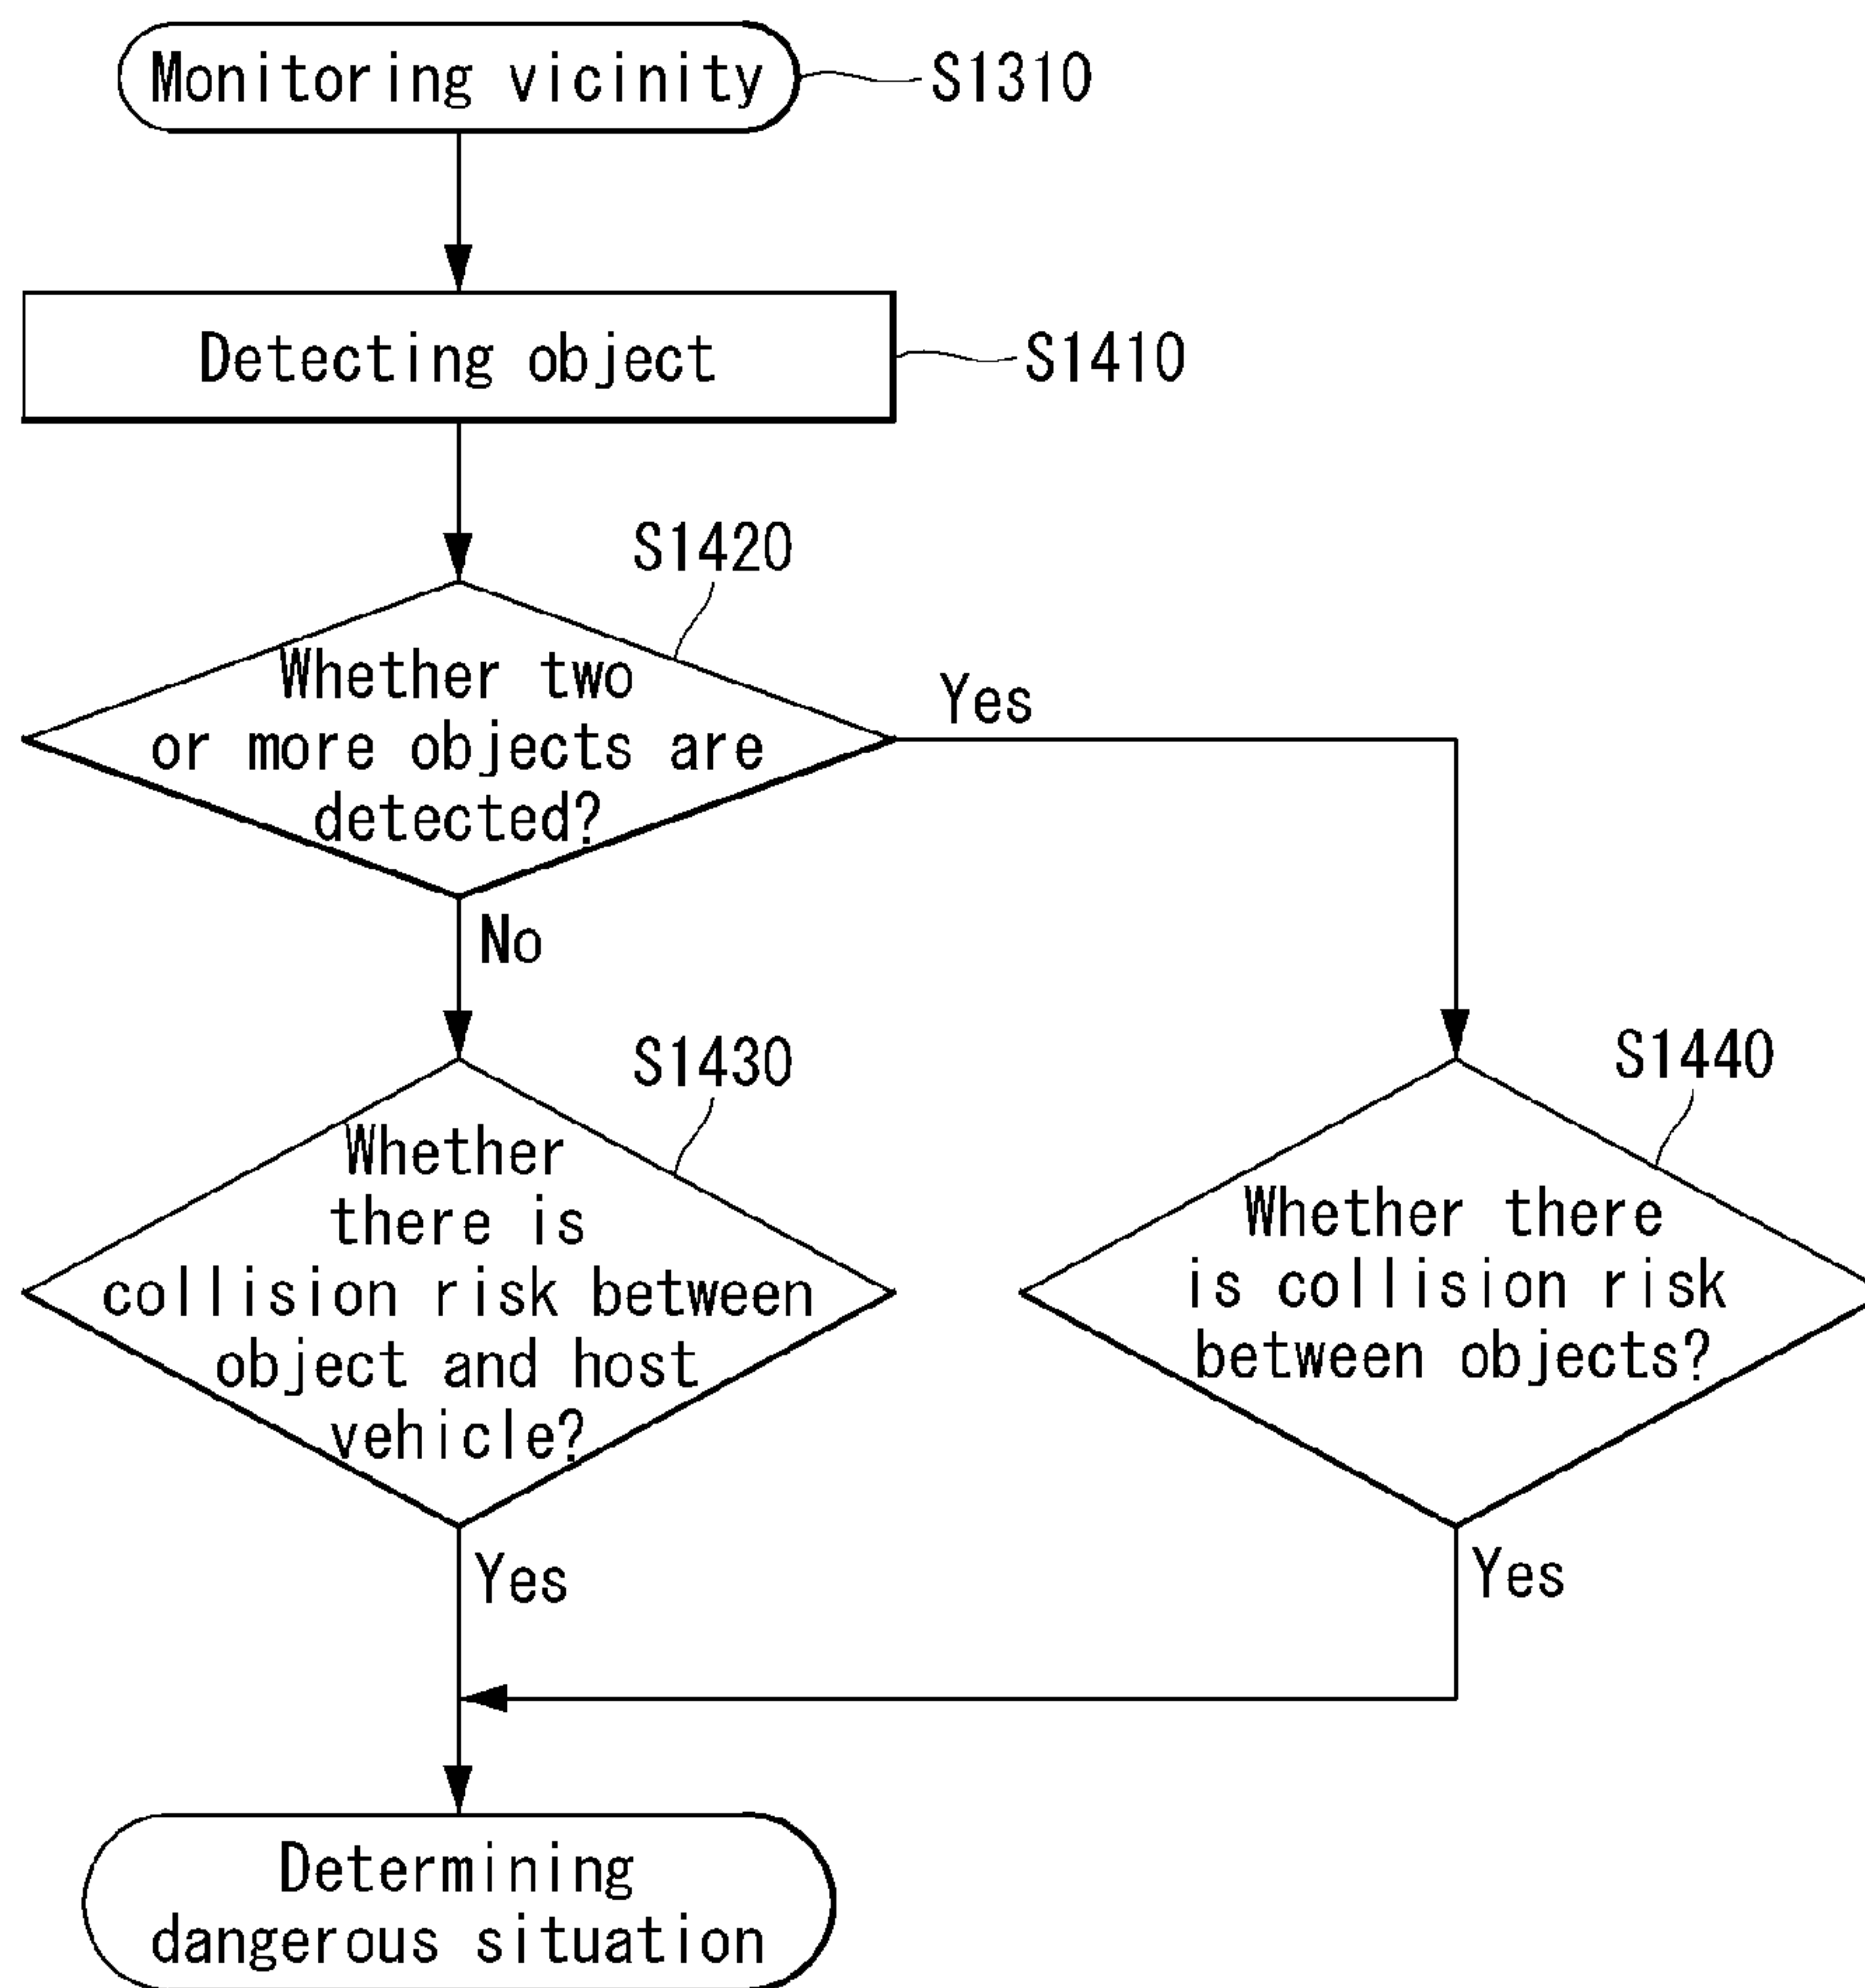 Monitoring vicinity
S1310
Detecting object
S1410
S1420
Whether two
or more objects are
detected?
Yes
No
S1430
Whether
there is
collision risk between
object and host
vehicle?
S1440
Whether there
is collision risk
between objects?
Yes
Yes
Determining
dangerous situation